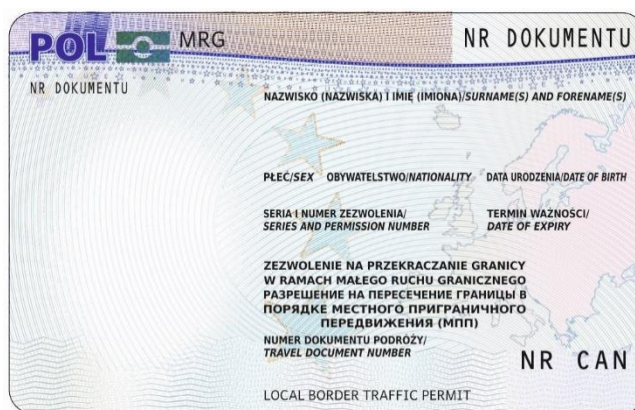 POL MRG NR DOKUMENTU
NR DOKUMENTU
NAZWISKO (NAZWISKA) I IMIĘ (IMIONA)/SURNAME(S) AND FORENAME(S)
PŁEĆ/SEX OBYWATELSTWO/NATIONALITY DATA URODZENIA/DATE OF BIRTH
SERIA I NUMER ZEZWOLENIA/ TERMIN WAŻNOŚCI/
SERIES AND PERMISSION NUMBER DATE OF EXPIRY
ZEZWOLENIE NA PRZEKRACZANIE GRANICY
W RAMACH MAŁEGO RUCHU GRANICZNEGO
РАЗРЕШЕНИЕ НА ПЕРЕСЕЧЕНИЕ ГРАНИЦЫ В
ПОРЯДКЕ МЕСТНОГО ПРИГРАНИЧНОГО
ПЕРЕДВИЖЕНИЯ (МПП)
NUMER DOKUMENTU PODRÓŻY/
TRAVEL DOCUMENT NUMBER
NR CAN
LOCAL BORDER TRAFFIC PERMIT